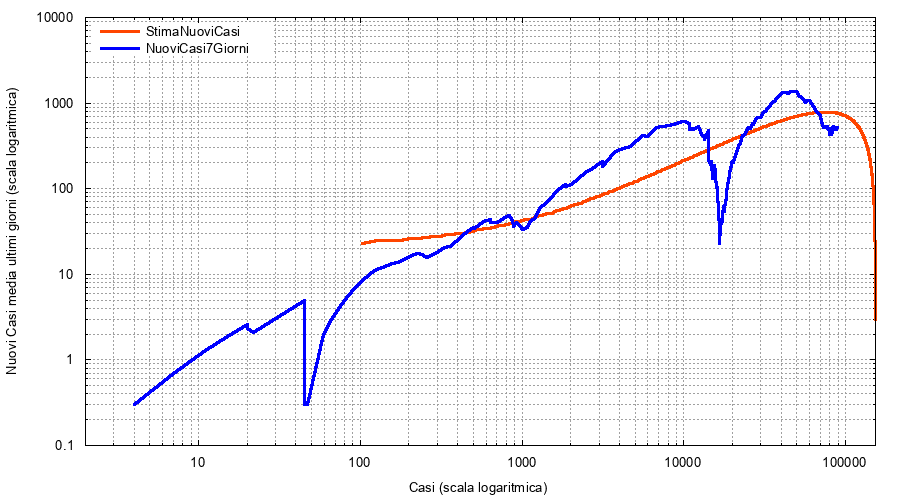 10000
1000
100
10
1
0.1
StimaNuoviCasi
NuoviCasi7Giorni
Nuovi Casi media ultimi giorni (scala logaritmica)
10 100 1000 10000 100000
Casi (scala logaritmica)